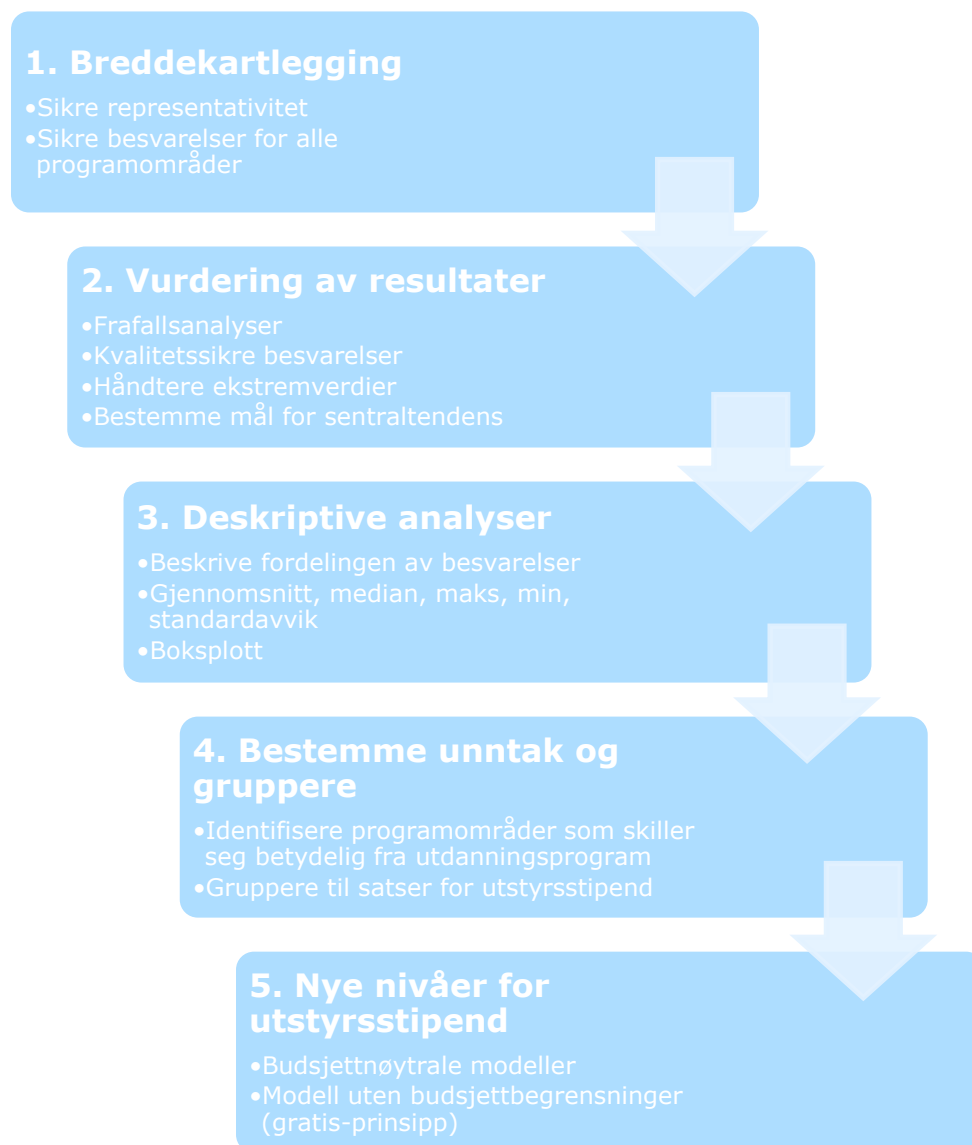 1. Breddekartlegging
•Sikre representativitet
•Sikre besvarelser for alle
programområder
2. Vurdering av resultater
•Frafallsanalyser
•Kvalitetssikre besvarelser
•Håndtere ekstremverdier
•Bestemme mål for sentraltendens
3. Deskriptive analyser
•Beskrive fordelingen av besvarelser
•Gjennomsnitt, median, maks, min,
standardavvik
•Boksplott
4. Bestemme unntak og
gruppere
•Identifisere programområder som skiller
seg betydelig fra utdanningsprogram
•Gruppere til satser for utstyrsstipend
5. Nye nivåer for
utstyrsstipend
•Budsjettnøytrale modeller
•Modell uten budsjettbegrensninger
(gratis-prinsipp)